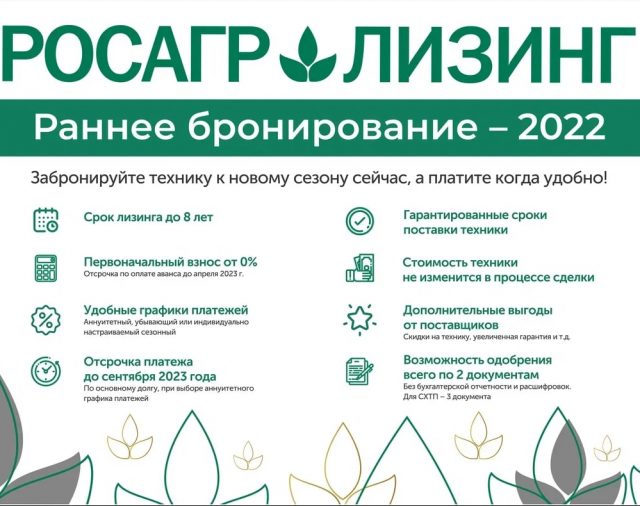 РОСАГРОЛИЗИНГ
Раннее бронирование – 2022
Забронируйте технику к новому сезону сейчас, а платите когда удобно!
Срок лизинга до 8 лет
Первоначальный взнос от 0%
Отсрочка по оплате аванса до апреля 2023 г.
Удобные графики платежей
Аннуитетный, убывающий или индивидуально
настраиваемый сезонный
Отсрочка платежа
до сентября 2023 года
По основному долгу, при выборе аннуитетного
графика платежей
Гарантированные сроки
поставки техники
Стоимость техники
не изменится в процессе сделки
Дополнительные выгоды
от поставщиков
Скидки на технику, увеличенная гарантия и т.д.
Возможность одобрения
всего по 2 документам
Без бухгалтерской отчетности и расшифровок.
Для СХТП – 3 документа